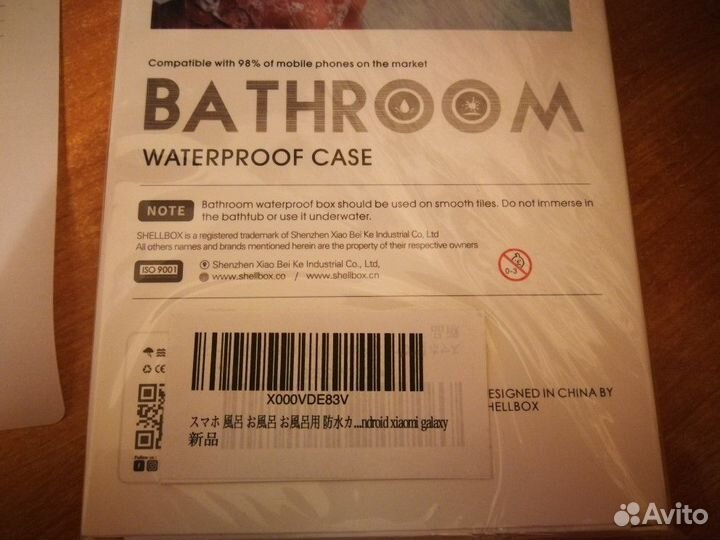 Compatible with 98% of mobile phones on the market
BATHROOM
WATERPROOF CASE
NOTE
Bathroom waterproof box should be used on smooth tiles. Do not immerse in
the bathtub or use it underwater.
SHELLBOX is a registered trademark of Shenzhen Xiao Bei Ke Industrial Co, Ltd
All others names and brands mentioned herein are the property of their respective owners
ISO 9001
Shenzhen Xiao Bei Ke Industrial Co., Ltd,
www.shellbox.co / www.shellbox.cn
0-3
X000VDE83V
スマホ 風呂 お風呂 お風呂用 防水カ...ndroid xiaomi galaxy
新品
ESIGNED IN CHINA BY
HELLBOX
Follow us :
Avito